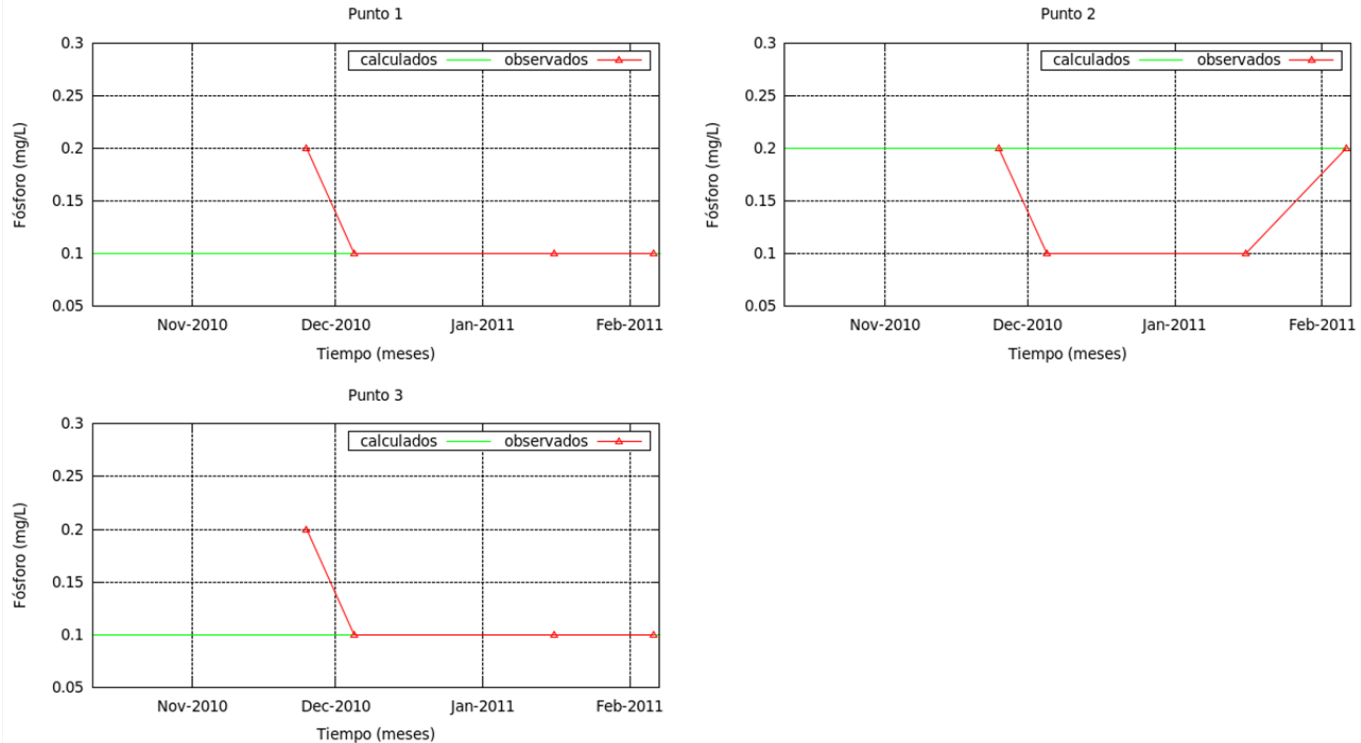 Punto 1
0.3
calculados observados
0.25
0.2
0.15
0.1
0.05
Fósforo (mg/L)
Nov-2010 Dec-2010 Jan-2011 Feb-2011
Tiempo (meses)
Punto 2
0.3
calculados observados
0.25
0.2
0.15
0.1
0.05
Fósforo (mg/L)
Nov-2010 Dec-2010 Jan-2011 Feb-2011
Tiempo (meses)
Punto 3
0.3
calculados observados
0.25
0.2
0.15
0.1
0.05
Fósforo (mg/L)
Nov-2010 Dec-2010 Jan-2011 Feb-2011
Tiempo (meses)